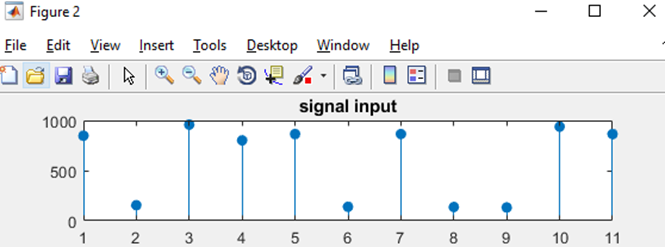 Figure 2
File Edit View Insert Tools Desktop Window Help
signal input
1000
500
0
1 2 3 4 5 6 7 8 9 10 11